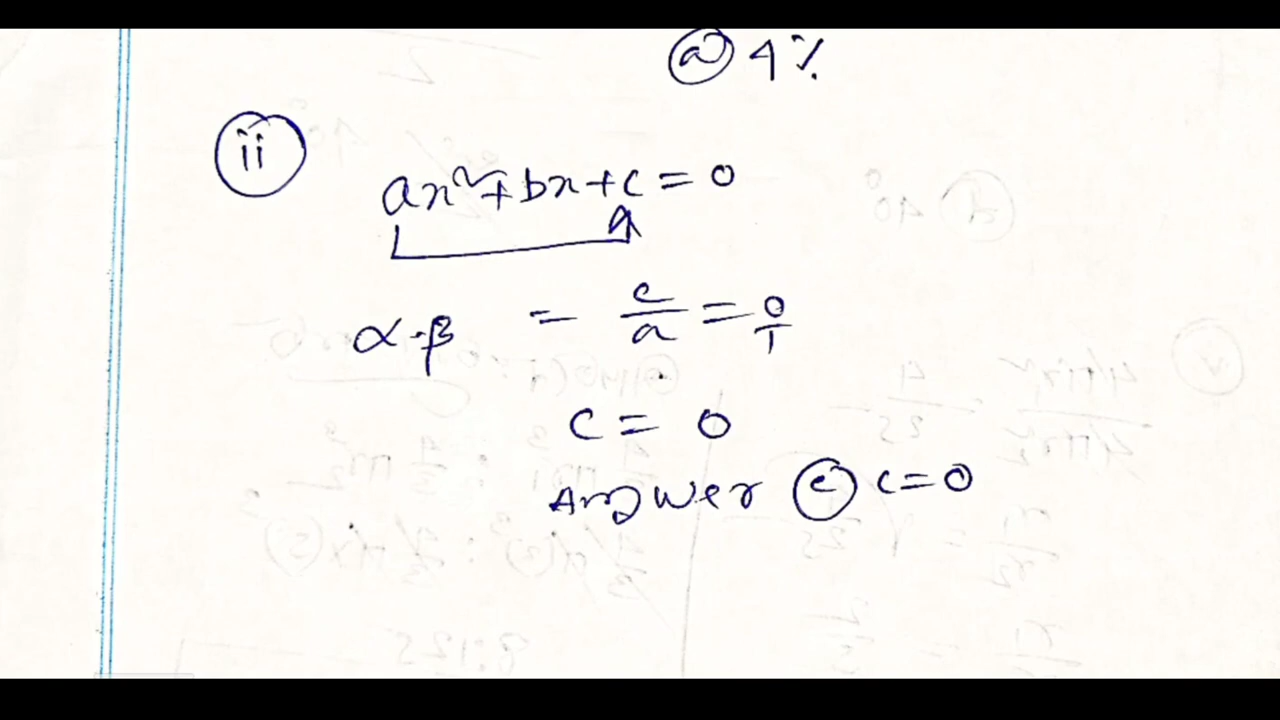 (a) 4%
(ii)
ax²+bx+c=0
α.β = c/a = 0/1
c = 0
Answer (c) c=0